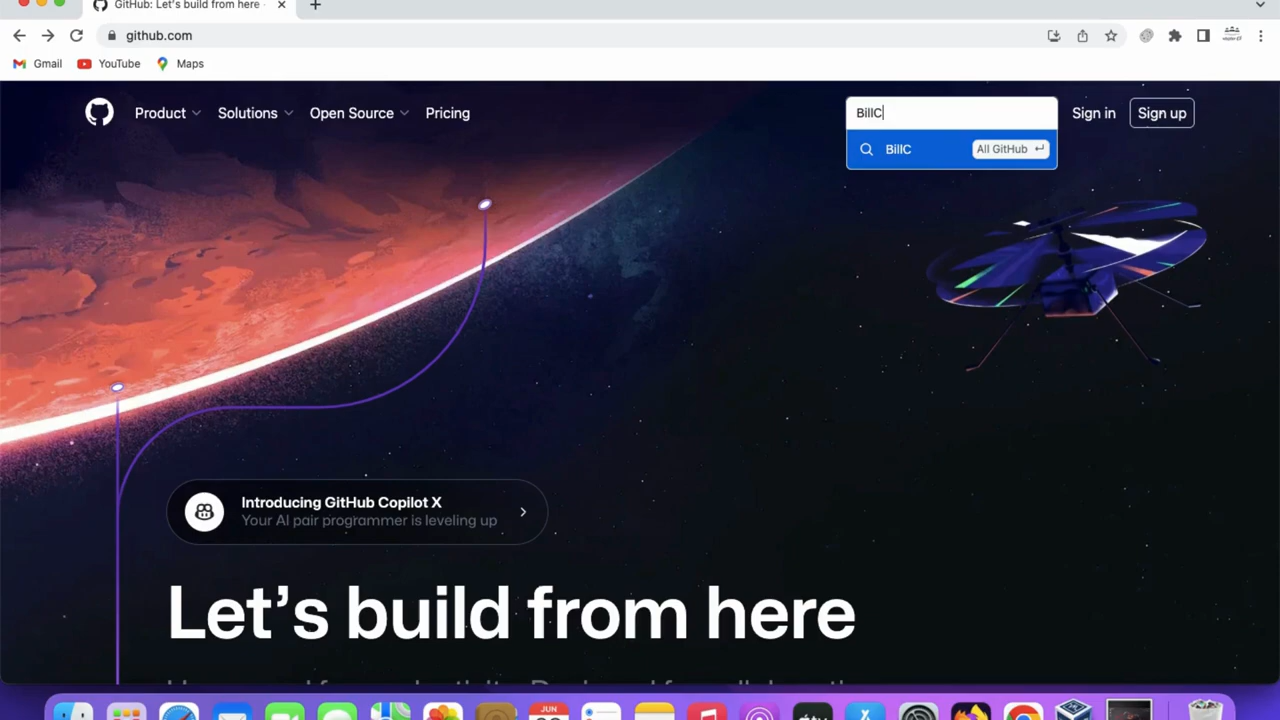 GitHub: Let's build from here
github.com
Gmail YouTube Maps
Product Solutions Open Source Pricing BillC Sign in Sign up
BillC All GitHub
Introducing GitHub Copilot X
Your AI pair programmer is leveling up
Let's build from here
JUN